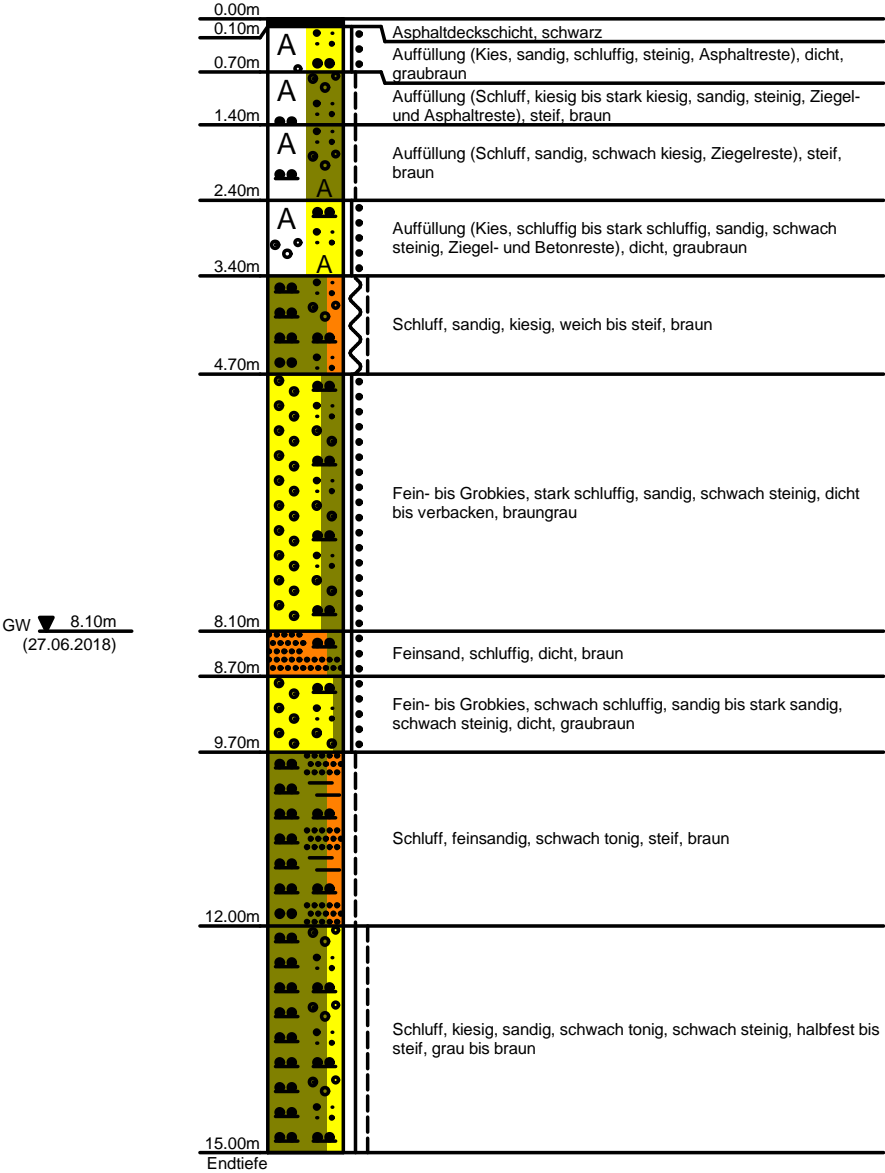 0.00m
0.10m
Asphaltdeckschicht, schwarz
A
Auffüllung (Kies, sandig, schluffig, steinig, Asphaltreste), dicht,
graubraun
0.70m
A
Auffüllung (Schluff, kiesig bis stark kiesig, sandig, steinig, Ziegel-
und Asphaltreste), steif, braun
1.40m
A
Auffüllung (Schluff, sandig, schwach kiesig, Ziegelreste), steif,
braun
A
2.40m
A
Auffüllung (Kies, schluffig bis stark schluffig, sandig, schwach
steinig, Ziegel- und Betonreste), dicht, graubraun
A
3.40m
Schluff, sandig, kiesig, weich bis steif, braun
4.70m
Fein- bis Grobkies, stark schluffig, sandig, schwach steinig, dicht
bis verbacken, braungrau
GW 8.10m
(27.06.2018)
8.10m
Feinsand, schluffig, dicht, braun
8.70m
Fein- bis Grobkies, schwach schluffig, sandig bis stark sandig,
schwach steinig, dicht, graubraun
9.70m
Schluff, feinsandig, schwach tonig, steif, braun
12.00m
Schluff, kiesig, sandig, schwach tonig, schwach steinig, halbfest bis
steif, grau bis braun
15.00m
Endtiefe